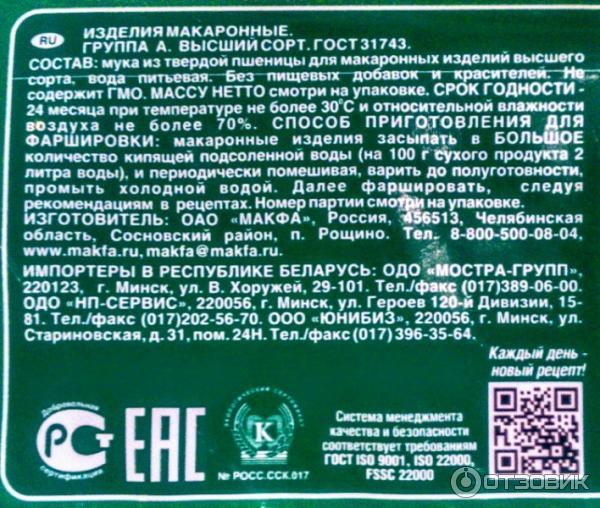 RU
ИЗДЕЛИЯ МАКАРОННЫЕ.
ГРУППА А. ВЫСШИЙ СОРТ. ГОСТ 31743.
СОСТАВ: мука из твердой пшеницы для макаронных изделий высшего
сорта, вода питьевая. Без пищевых добавок и красителей. Не
содержит ГМО. МАССУ НЕТТО смотри на упаковке. СРОК ГОДНОСТИ -
24 месяца при температуре не более 30°С и относительной влажности
воздуха не более 70%. СПОСОБ ПРИГОТОВЛЕНИЯ ДЛЯ
ФАРШИРОВКИ: макаронные изделия засыпать в БОЛЬШОЕ
количество кипящей подсоленной воды (на 100 г сухого продукта 2
литра воды), и периодически помешивая, варить до полуготовности,
промыть холодной водой. Далее фаршировать, следуя
рекомендациям в рецептах. Номер партии смотри на упаковке.
ИЗГОТОВИТЕЛЬ: ОАО «МАКФА», Россия, 456513, Челябинская
область, Сосновский район, п. Рощино. Тел. 8-800-500-08-04,
www.makfa.ru, makfa@makfa.ru.
ИМПОРТЕРЫ В РЕСПУБЛИКЕ БЕЛАРУСЬ: ОДО «МОСТРА-ГРУПП»,
220123, г. Минск, ул. В. Хоружей, 29-101. Тел./факс (017)389-06-00.
ОДО «НП-СЕРВИС», 220056, г. Минск, ул. Героев 120-й Дивизии, 15-
81. Тел./факс (017)202-56-70. ООО «ЮНИБИЗ», 220056, г. Минск, ул.
Стариновская, д. 31, пом. 24Н. Тел./Факс (017) 396-35-64.
Каждый день -
новый рецепт!
Добровольная
РСТ
сертификация
EAC
К
№ РОСС.ССК.017
Система менеджмента
качества и безопасности
соответствует требованиям
ГОСТ ISO 9001, ISO 22000,
FSSC 22000
ОТЗОВИК